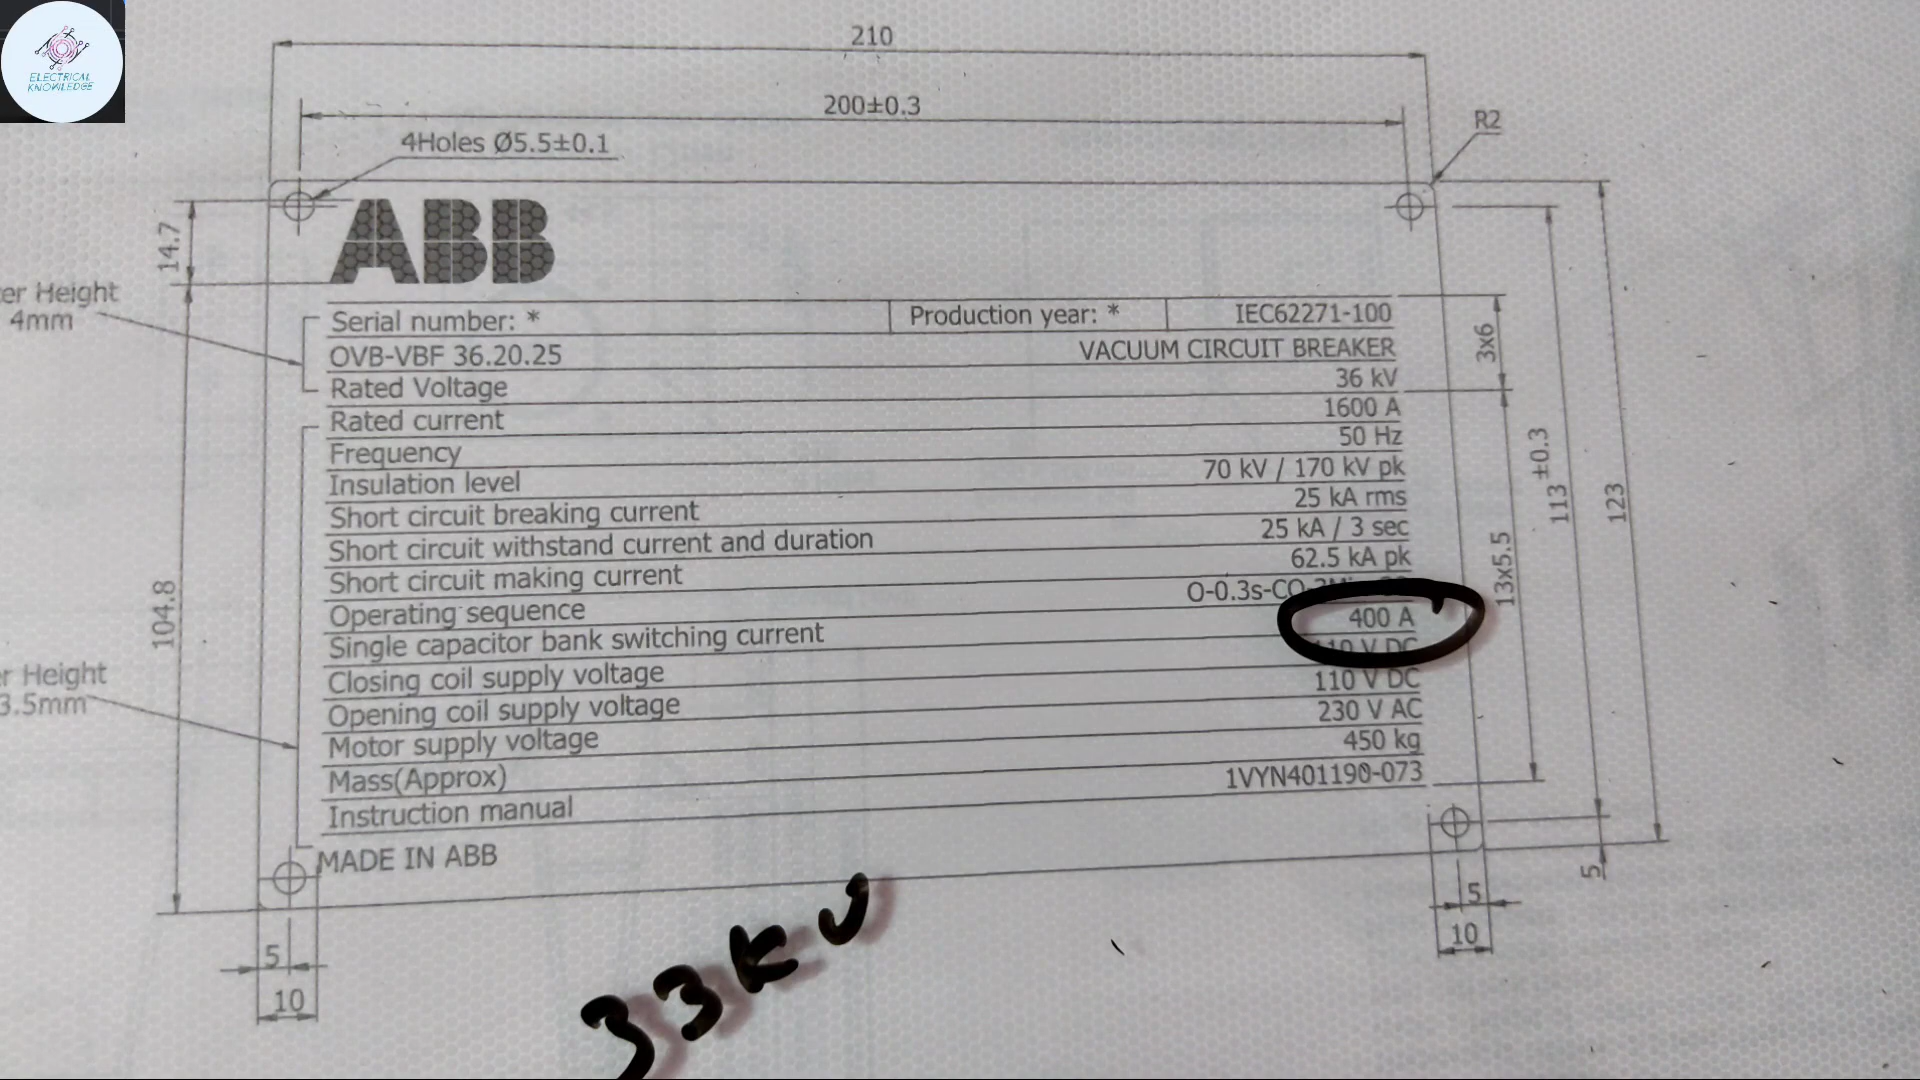 ELECTRICAL
KNOWLEDGE
210
200±0.3
4Holes Ø5.5±0.1
R2
ABB
14.7
er Height
4mm
Serial number: * Production year: * IEC62271-100
OVB-VBF 36.20.25 VACUUM CIRCUIT BREAKER
Rated Voltage 36 kV
Rated current 1600 A
Frequency 50 Hz
Insulation level 70 kV / 170 kV pk
Short circuit breaking current 25 kA rms
Short circuit withstand current and duration 25 kA / 3 sec
Short circuit making current 62.5 kA pk
Operating sequence O-0.3s-CO
Single capacitor bank switching current 400 A
Closing coil supply voltage 110 V DC
Opening coil supply voltage 110 V DC
Motor supply voltage 230 V AC
Mass(Approx) 450 kg
Instruction manual 1VYN401190-073
MADE IN ABB
3x6
13x5.5
113 ±0.3
123
104.8
r Height
3.5mm
5
10
5
5
10
33kv